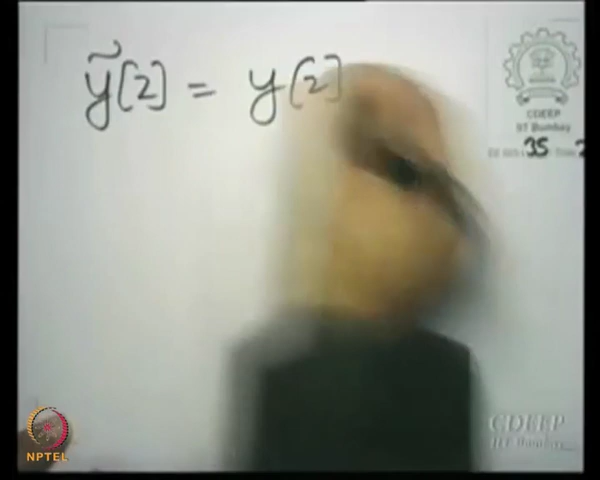 ỹ[2] = y[2]
CDEEP
IIT Bombay
35
CDEEP
IIT Bombay
NPTEL